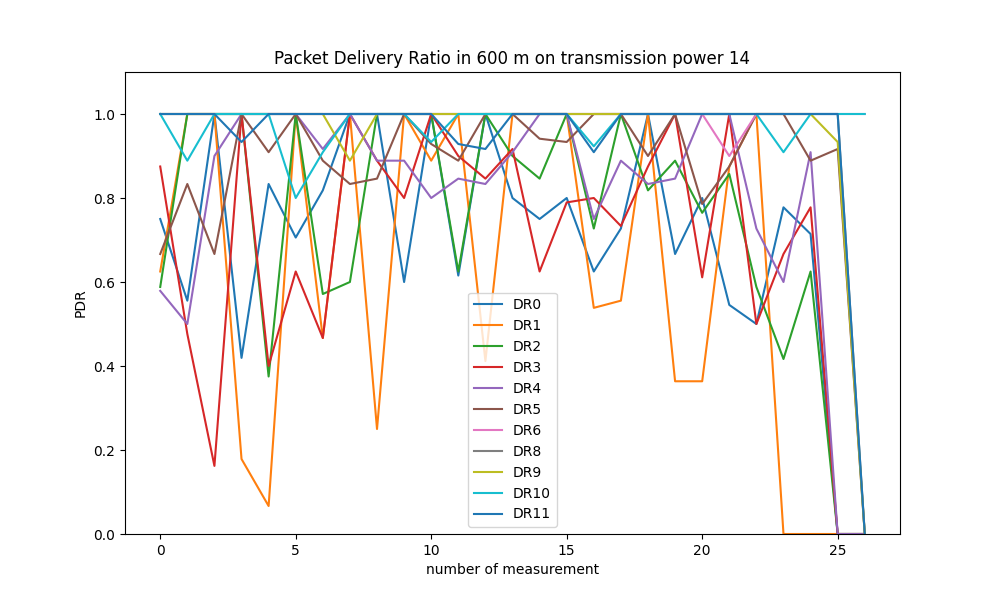 Packet Delivery Ratio in 600 m on transmission power 14
1.0
0.8
0.6
0.4
0.2
0.0
PDR
DR0
DR1
DR2
DR3
DR4
DR5
DR6
DR8
DR9
DR10
DR11
0 5 10 15 20 25
number of measurement